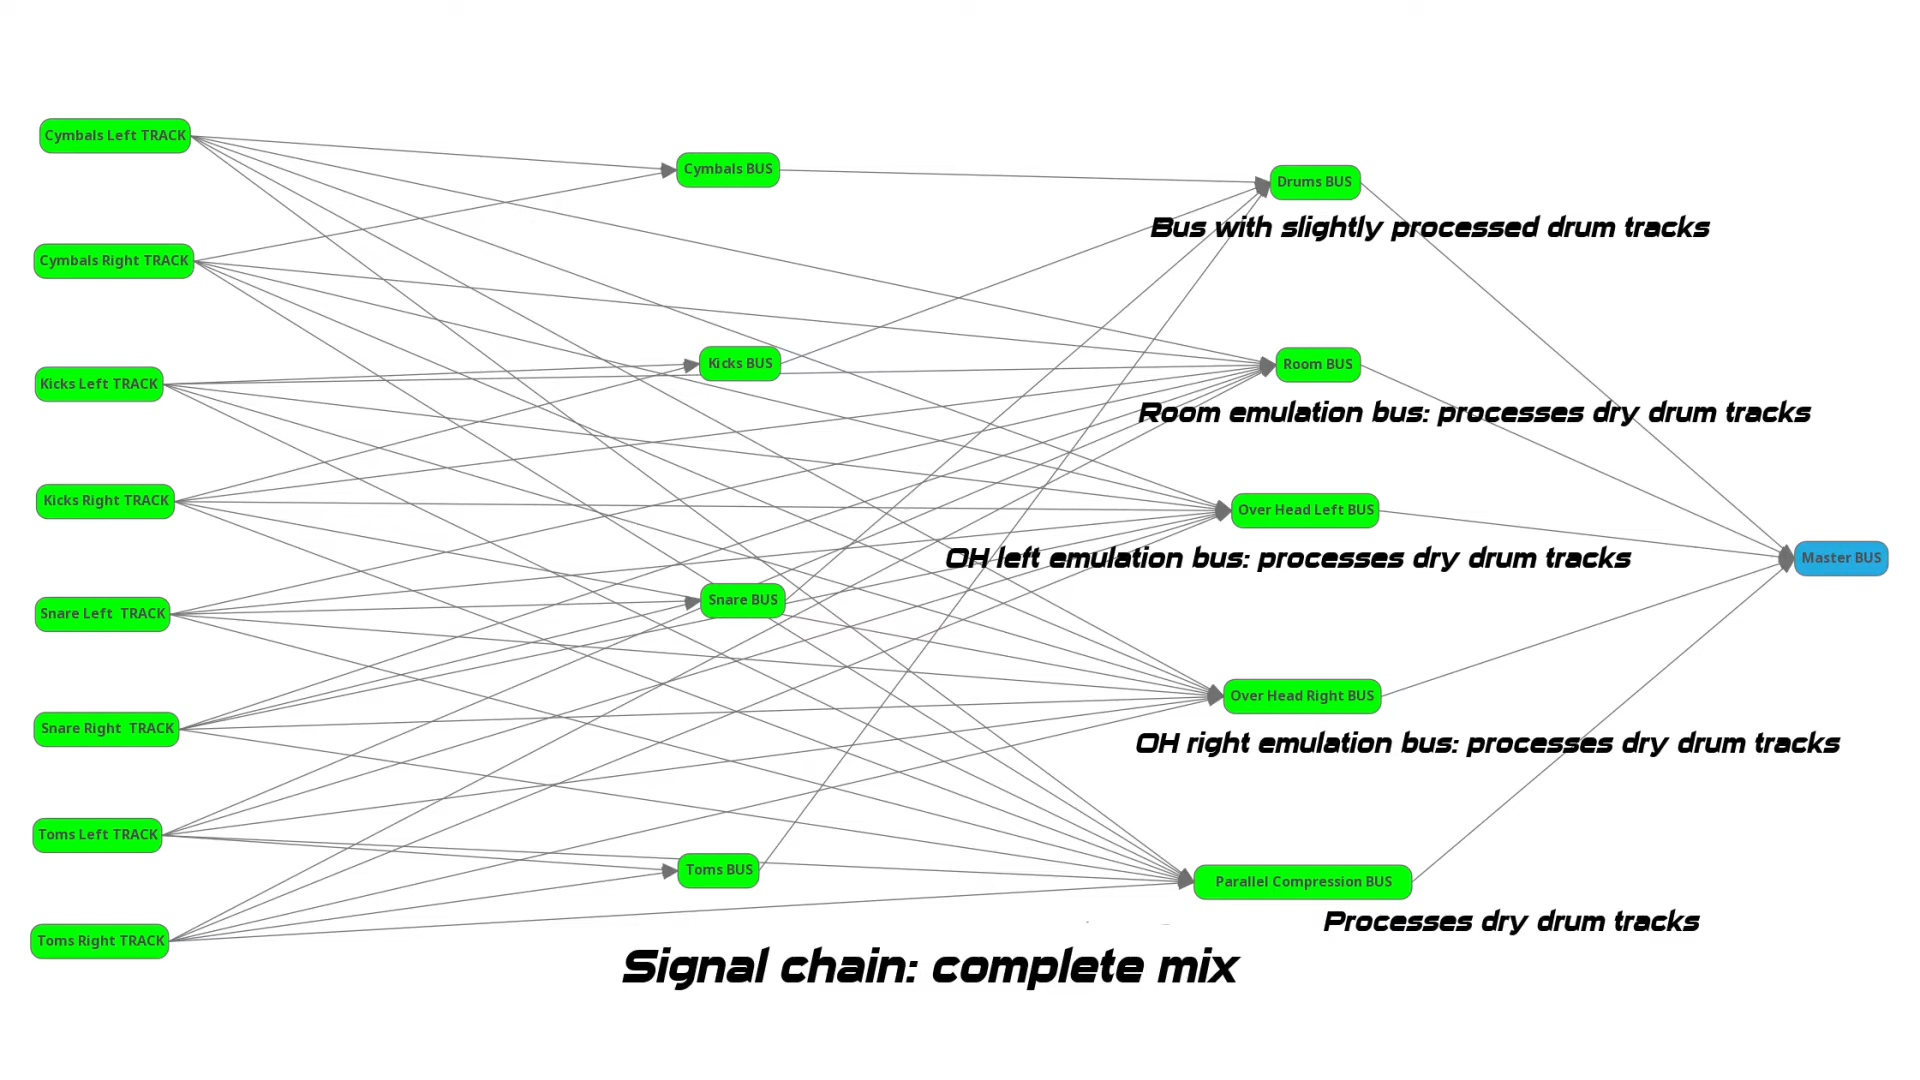 Cymbals Left TRACK
Cymbals BUS
Drums BUS
Bus with slightly processed drum tracks
Cymbals Right TRACK
Kicks BUS
Room BUS
Kicks Left TRACK
Room emulation bus: processes dry drum tracks
Kicks Right TRACK
Over Head Left BUS
OH left emulation bus: processes dry drum tracks
Master BUS
Snare BUS
Snare Left  TRACK
Over Head Right BUS
Snare Right  TRACK
OH right emulation bus: processes dry drum tracks
Toms Left TRACK
Toms BUS
Parallel Compression BUS
Processes dry drum tracks
Toms Right TRACK
Signal chain: complete mix